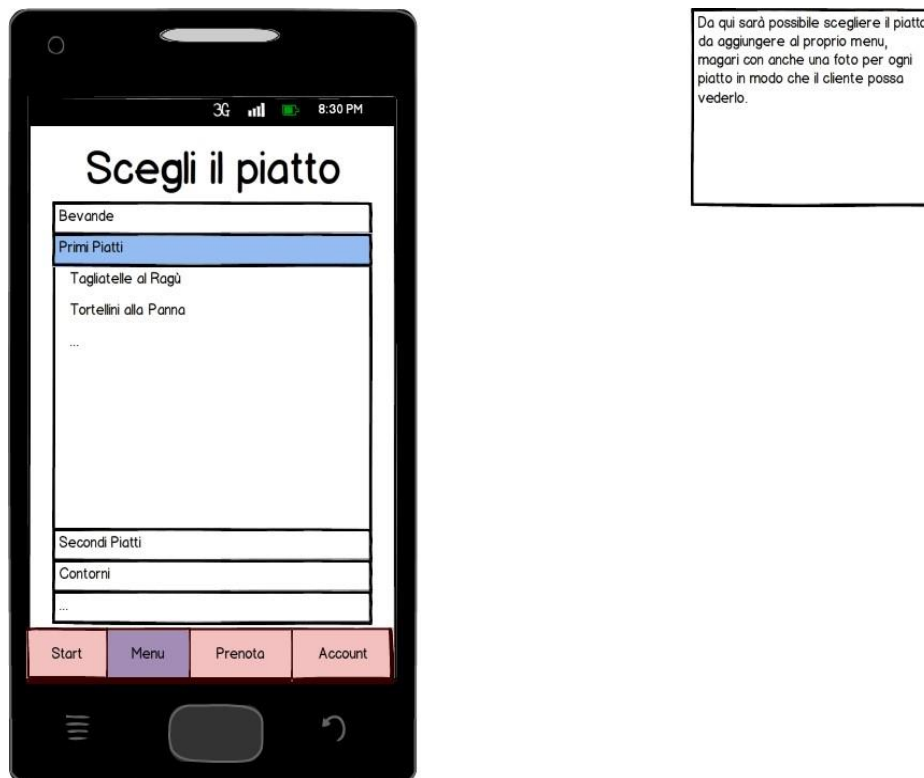 3G 8:30 PM
Scegli il piatto
Bevande
Primi Piatti
Tagliatelle al Ragù
Tortellini alla Panna
...
Secondi Piatti
Contorni
...
Start Menu Prenota Account
Da qui sarà possibile scegliere il piatto
da aggiungere al proprio menu,
magari con anche una foto per ogni
piatto in modo che il cliente possa
vederlo.